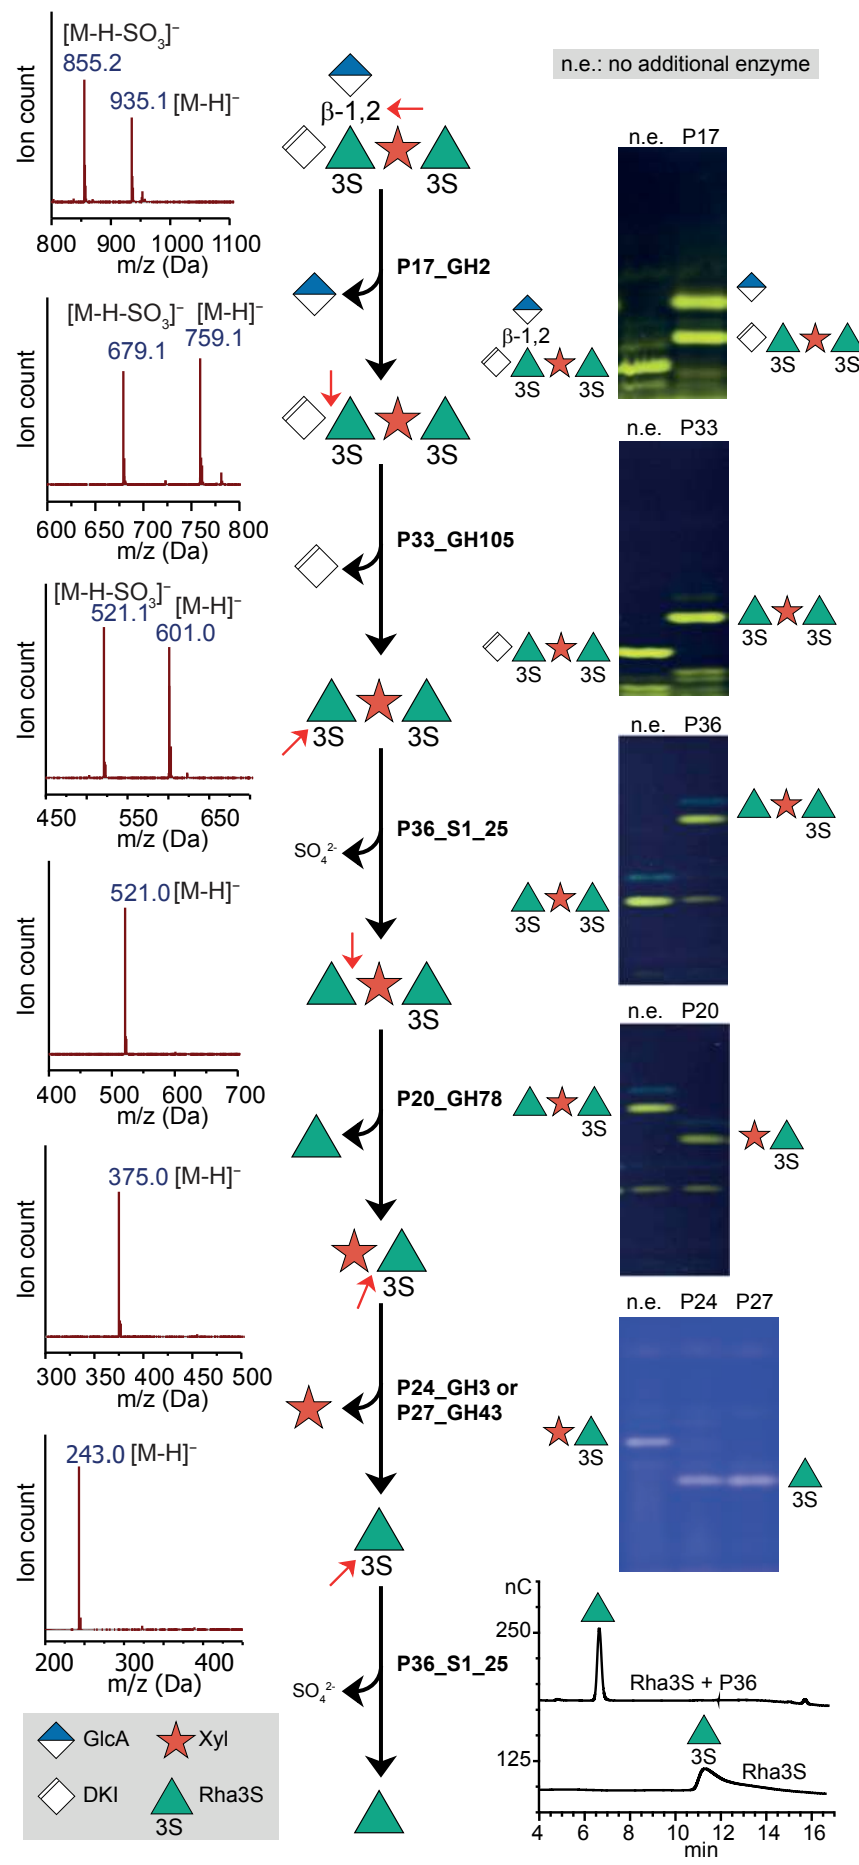 [M-H-SO3]-
855.2
935.1 [M-H]-
Ion count
800 900 1000 1100
m/z (Da)
β-1,2
3S 3S
P17_GH2
n.e.: no additional enzyme
n.e. P17
β-1,2
3S 3S
3S 3S
[M-H-SO3]- [M-H]-
679.1 759.1
Ion count
600 650 700 750 800
m/z (Da)
3S 3S
P33_GH105
n.e. P33
3S 3S
3S 3S
[M-H-SO3]-
521.1 [M-H]-
601.0
Ion count
450 550 650
m/z (Da)
3S 3S
P36_S1_25
SO4 2-
n.e. P36
3S
3S 3S
521.0 [M-H]-
Ion count
400 500 600 700
m/z (Da)
3S
P20_GH78
n.e. P20
3S
3S
375.0 [M-H]-
Ion count
300 350 400 450 500
m/z (Da)
3S
P24_GH3 or
P27_GH43
n.e. P24 P27
3S
3S
243.0 [M-H]-
Ion count
200 300 400
m/z (Da)
3S
P36_S1_25
SO4 2-
nC
250
Rha3S + P36
3S
125
Rha3S
4 6 8 10 12 14 16
min
GlcA Xyl
DKI Rha3S
3S